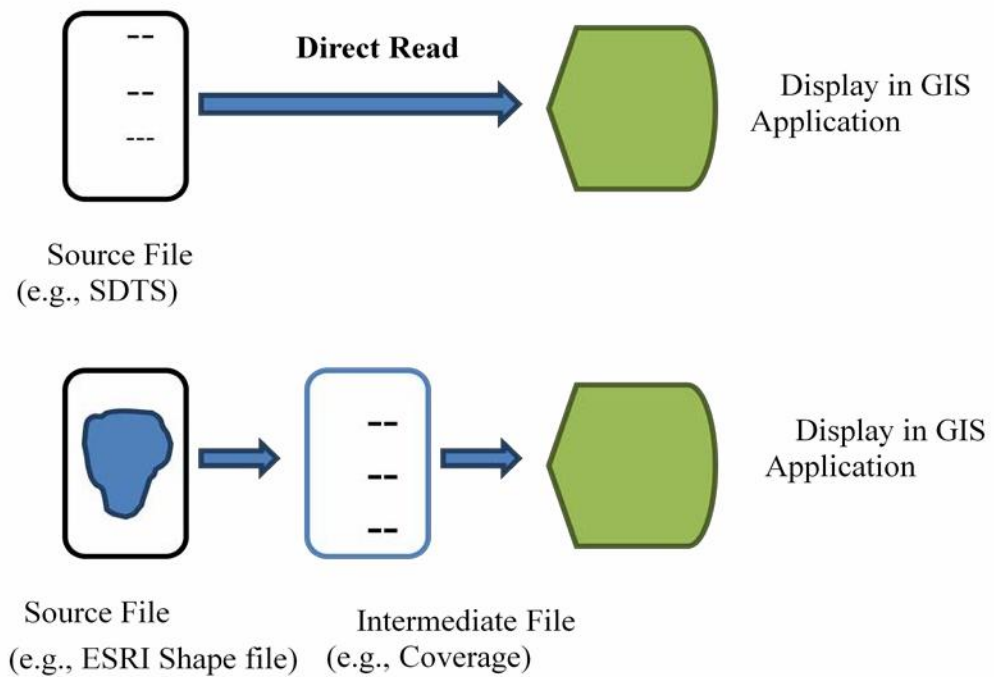 --
--
---
Direct Read
Display in GIS
Application
Source File
(e.g., SDTS)
--
--
--
Display in GIS
Application
Source File
(e.g., ESRI Shape file)
Intermediate File
(e.g., Coverage)